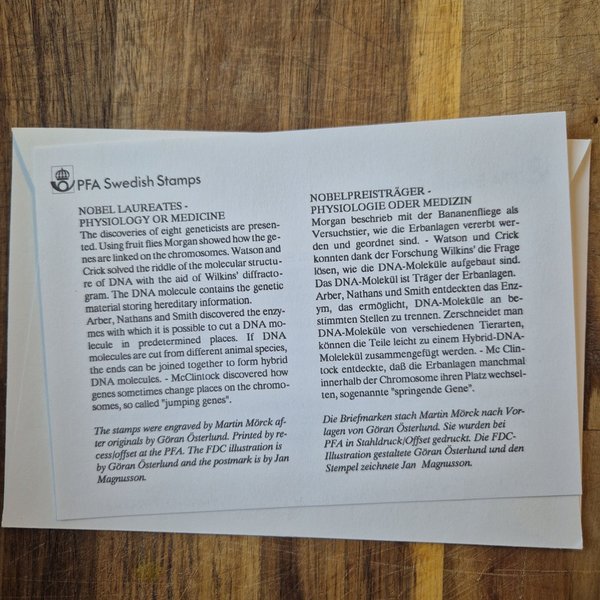 PFA Swedish Stamps
NOBEL LAUREATES -
PHYSIOLOGY OR MEDICINE
The discoveries of eight geneticists are presen-
ted. Using fruit flies Morgan showed how the ge-
nes are linked on the chromosomes. Watson and
Crick solved the riddle of the molecular structu-
re of DNA with the aid of Wilkins' diffracto-
gram. The DNA molecule contains the genetic
material storing hereditary information.
Arber, Nathans and Smith discovered the enzy-
mes with which it is possible to cut a DNA mo-
lecule in predetermined places. If DNA
molecules are cut from different animal species,
the ends can be joined together to form hybrid
DNA molecules. - McClintock discovered how
genes sometimes change places on the chromo-
somes, so called "jumping genes".
The stamps were engraved by Martin Mörck af-
ter originals by Göran Österlund. Printed by re-
cess/offset at the PFA. The FDC illustration is
by Göran Österlund and the postmark is by Jan
Magnusson.
NOBELPREISTRÄGER -
PHYSIOLOGIE ODER MEDIZIN
Morgan beschrieb mit der Bananenfliege als
Versuchstier, wie die Erbanlagen vererbt wer-
den und geordnet sind. - Watson und Crick
konnten dank der Forschung Wilkins' die Frage
lösen, wie die DNA-Moleküle aufgebaut sind.
Das DNA-Molekül ist Träger der Erbanlagen.
Arber, Nathans und Smith entdeckten das Enz-
ym, das ermöglicht, DNA-Moleküle an be-
stimmten Stellen zu trennen. Zerschneidet man
DNA-Moleküle von verschiedenen Tierarten,
können die Teile leicht zu einem Hybrid-DNA-
Molelekül zusammengefügt werden. - Mc Clin-
tock entdeckte, daß die Erbanlagen manchmal
innerhalb der Chromosome ihren Platz wechsel-
ten, sogenannte "springende Gene".
Die Briefmarken stach Martin Mörck nach Vor-
lagen von Göran Österlund. Sie wurden bei
PFA in Stahldruck/Offset gedruckt. Die FDC-
Illustration gestaltete Göran Österlund und den
Stempel zeichnete Jan Magnusson.